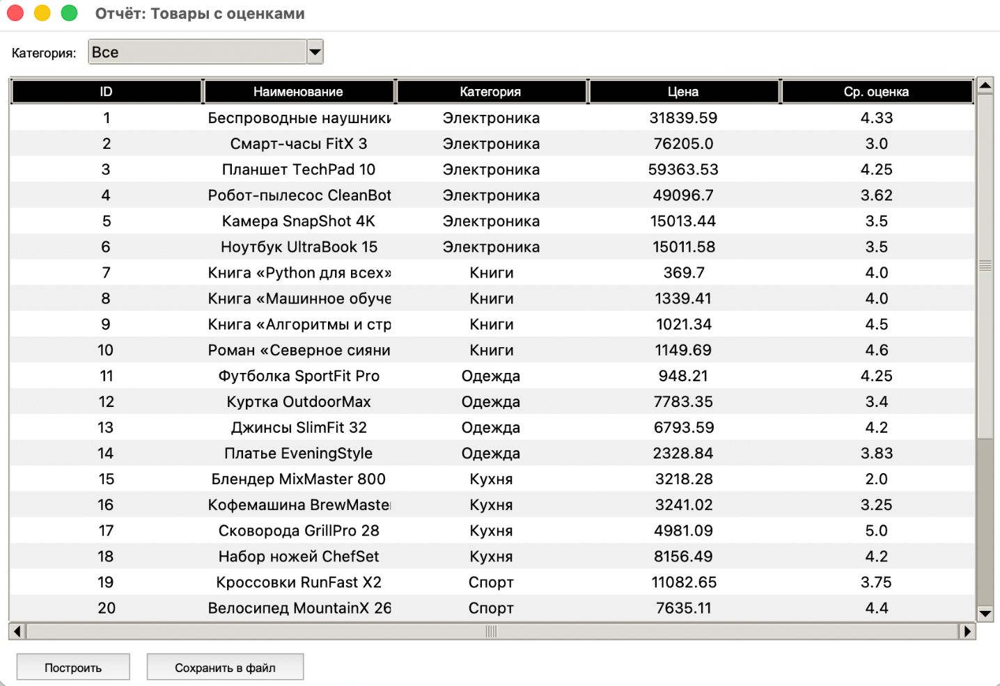 Отчёт: Товары с оценками
Категория: Все
ID Наименование Категория Цена Ср. оценка
1 Беспроводные наушники Электроника 31839.59 4.33
2 Смарт-часы FitX 3 Электроника 76205.0 3.0
3 Планшет TechPad 10 Электроника 59363.53 4.25
4 Робот-пылесос CleanBot Электроника 49096.7 3.62
5 Камера SnapShot 4K Электроника 15013.44 3.5
6 Ноутбук UltraBook 15 Электроника 15011.58 3.5
7 Книга «Python для всех» Книги 369.7 4.0
8 Книга «Машинное обуче Книги 1339.41 4.0
9 Книга «Алгоритмы и стр Книги 1021.34 4.5
10 Роман «Северное сияни Книги 1149.69 4.6
11 Футболка SportFit Pro Одежда 948.21 4.25
12 Куртка OutdoorMax Одежда 7783.35 3.4
13 Джинсы SlimFit 32 Одежда 6793.59 4.2
14 Платье EveningStyle Одежда 2328.84 3.83
15 Блендер MixMaster 800 Кухня 3218.28 2.0
16 Кофемашина BrewMaster Кухня 3241.02 3.25
17 Сковорода GrillPro 28 Кухня 4981.09 5.0
18 Набор ножей ChefSet Кухня 8156.49 4.2
19 Кроссовки RunFast X2 Спорт 11082.65 3.75
20 Велосипед MountainX 26 Спорт 7635.11 4.4
Построить Сохранить в файл